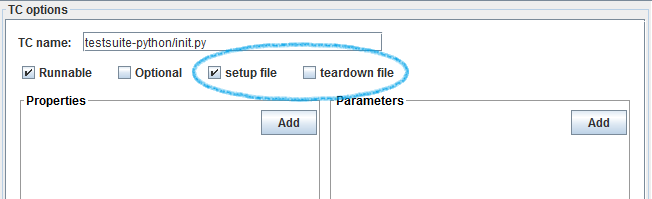 TC options
TC name: testsuite-python/init.py
Runnable Optional setup file teardown file
Properties Parameters
Add Add